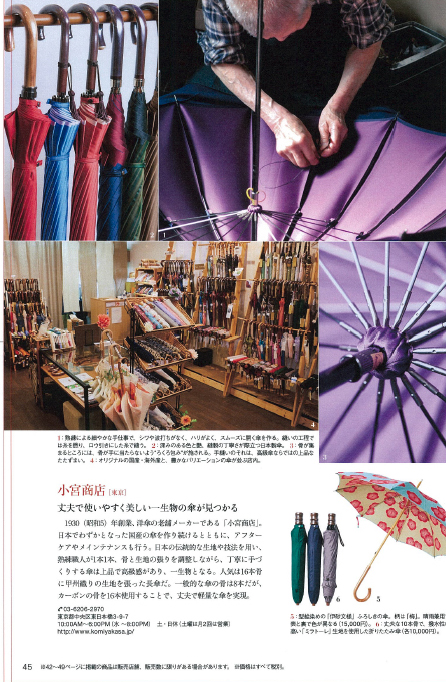 4
3
1：熟練による細やかな手仕事で、シワや波打ちがなく、ハリがよく、スムーズに開く傘を作る。縫いの工程で
は糸を撚り、ロウ引きにした糸で縫う。 2：深みのある色と艶、縫製の丁寧さが際立つ日本製傘。 3：骨が集
まるところには、骨が手に当たらないよう“ろくろ包み”が施される。手縫いのそれは、高級傘ならではの上品な
たたずまい。 4：オリジナルの国産・海外産と、豊かなバリエーションの傘が並ぶ店内。
小宮商店［東京］
丈夫で使いやすく美しい一生物の傘が見つかる
1930（昭和5）年創業、洋傘の老舗メーカーである「小宮商店」。
日本でわずかとなった国産の傘を作り続けるとともに、アフター
ケアやメインテナンスも行う。日本の伝統的な生地や技法を用い、
熟練職人が1本1本、骨と生地の張りを調整しながら、丁寧に手づ
くりする傘は上品で高級感があり、一生物となる。人気は16本骨
に甲州織りの生地を張った長傘だ。一般的な傘の骨は8本だが、
カーボンの骨を16本使用することで、丈夫で軽量な傘を実現。
03-6206-2970
東京都中央区東日本橋3-9-7
10:00AM〜6:00PM（水 〜8:00PM） 土・日休（土曜は月2回は営業）
http://www.komiyakasa.jp/
6
5
5：型絵染めの「伊砂文様」ふろしきの傘。 柄は「梅」。晴雨兼用
表と裏で色が異なる（15,000円）。 6：丈夫な10本骨で、撥水性
高い「ミラトーレ」生地を使用した折りたたみ傘（各10,000円）。
45 ※42〜49ページに掲載の商品は販売店舗、販売数に限りがある場合があります。 ※価格はすべて税別。